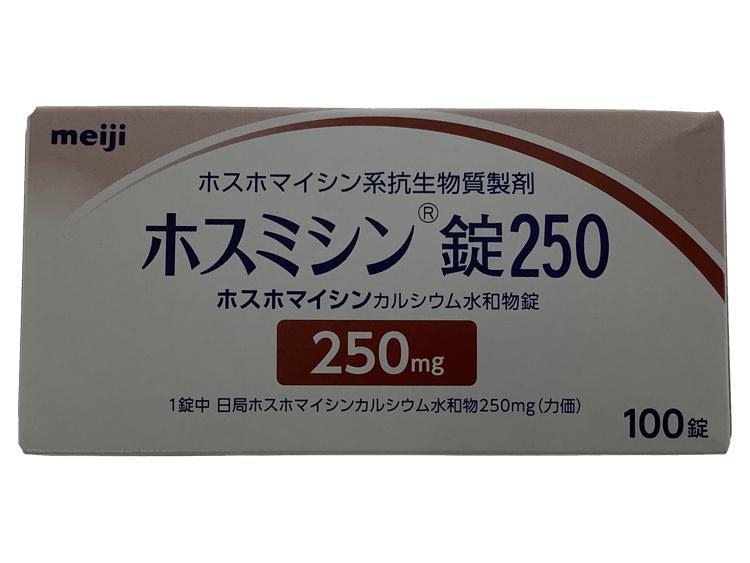 meiji
ホスホマイシン系抗生物質製剤
ホスミシン®錠250
ホスホマイシンカルシウム水和物錠
250mg
1錠中 日局ホスホマイシンカルシウム水和物250mg(力価)
100錠